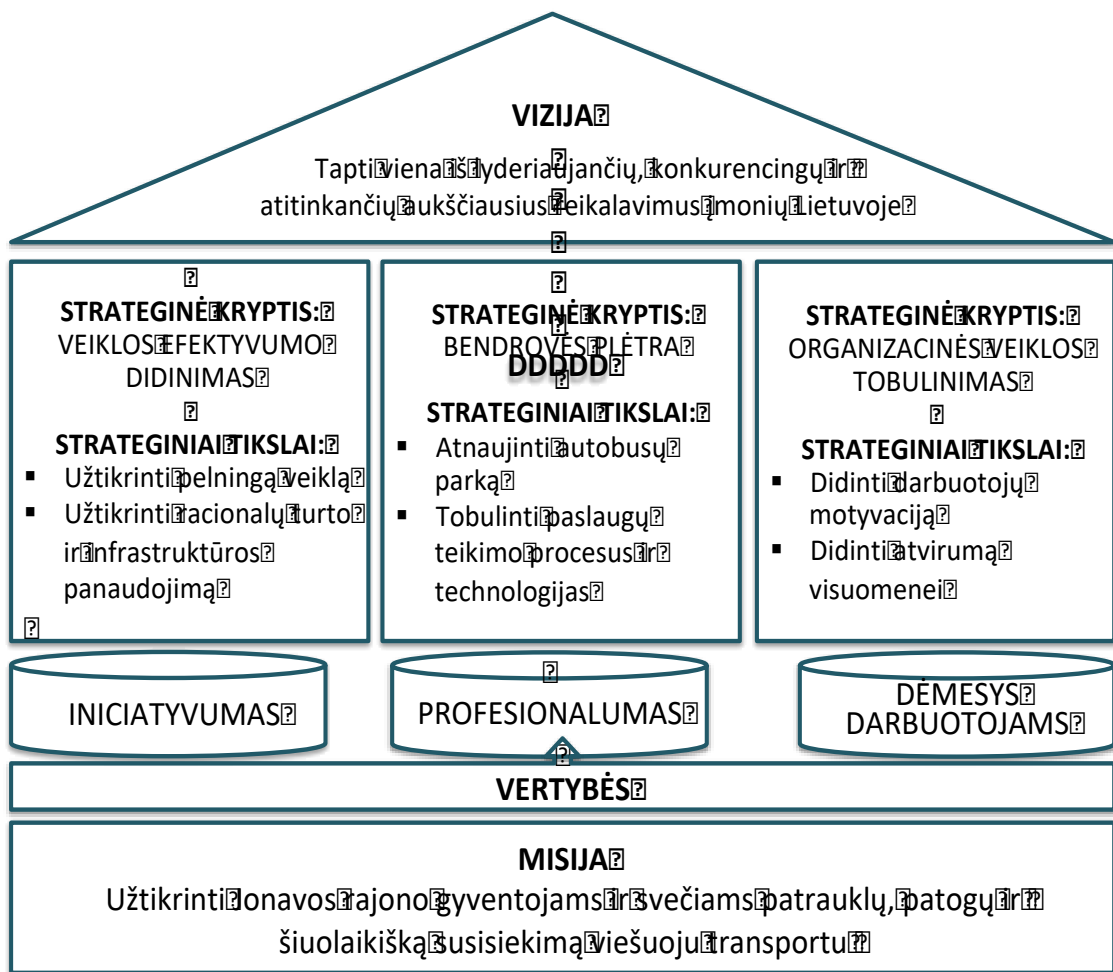 VIZIJA
Tapti viena iš lyderiaujančių, konkurencingų ir
atitinkančių aukščiausius reikalavimus įmonių Lietuvoje
STRATEGINĖ KRYPTIS:
VEIKLOS EFEKTYVUMO
DIDINIMAS
STRATEGINIAI TIKSLAI:
▪ Užtikrinti pelningą veiklą
▪ Užtikrinti racionalų turto
ir infrastruktūros
panaudojimą
STRATEGINĖ KRYPTIS:
BENDROVĖS PLĖTRA
DDDDD
STRATEGINIAI TIKSLAI:
▪ Atnaujinti autobusų
parką
▪ Tobulinti paslaugų
teikimo procesus ir
technologijas
STRATEGINĖ KRYPTIS:
ORGANIZACINĖS VEIKLOS
TOBULINIMAS
STRATEGINIAI TIKSLAI:
▪ Didinti darbuotojų
motyvaciją
▪ Didinti atvirumą
visuomenei
INICIATYVUMAS
PROFESIONALUMAS
DĖMESYS
DARBUOTOJAMS
VERTYBĖS
MISIJA
Užtikrinti Jonavos rajono gyventojams ir svečiams patrauklų, patogų ir
šiuolaikišką susisiekimą viešuoju transportu